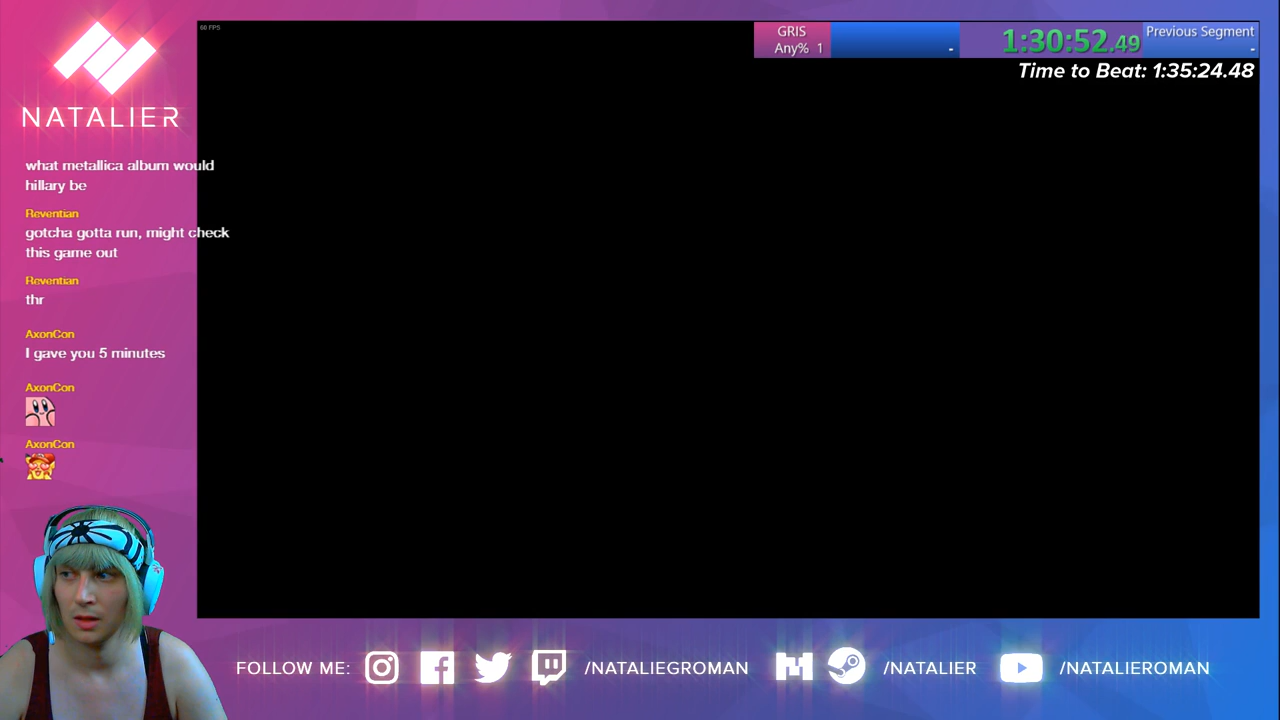 60 FPS
GRIS
Any% 1
-
1:30:52.49
Previous Segment
-
Time to Beat: 1:35:24.48
NATALIER
what metallica album would
hillary be
Reventian
gotcha gotta run, might check
this game out
Reventian
thr
AxonCon
I gave you 5 minutes
AxonCon
AxonCon
FOLLOW ME: /NATALIEGROMAN /NATALIER /NATALIEROMAN